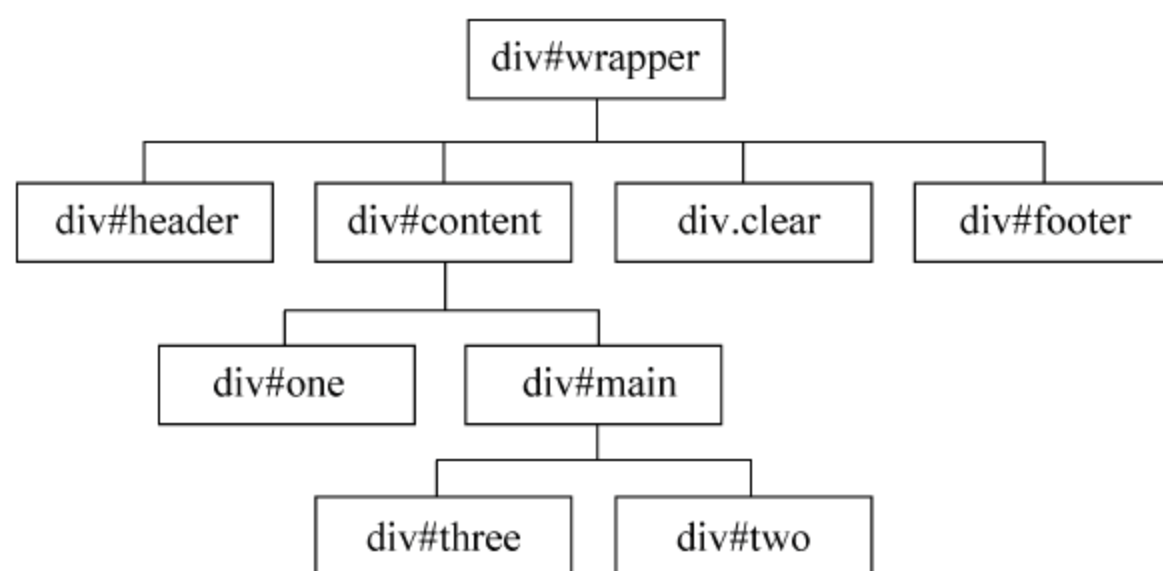 div#wrapper
div#header
div#content
div.clear
div#footer
div#one
div#main
div#three
div#two